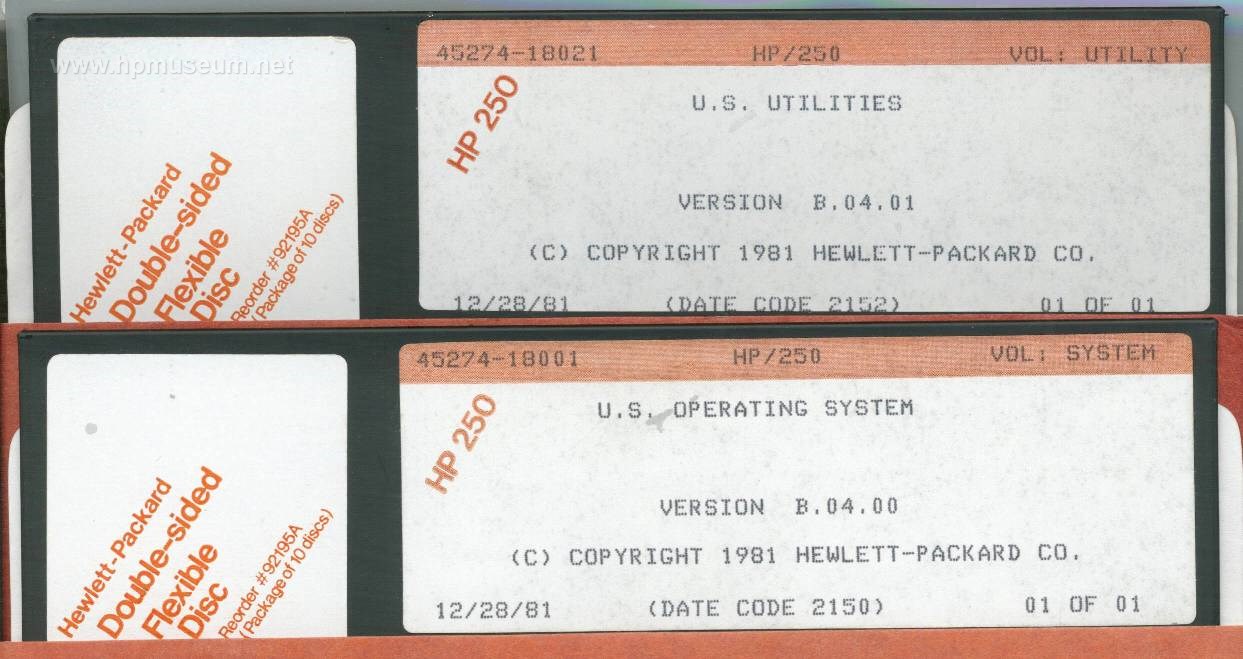 www.hpmuseum.net
45274-18021 HP/250 VOL: UTILITY
HP 250
U.S. UTILITIES
VERSION B.04.01
(C) COPYRIGHT 1981 HEWLETT-PACKARD CO.
12/28/81 (DATE CODE 2152) 01 OF 01
Hewlett-Packard
Double-sided
Flexible
Disc
Reorder #92195A
(Package of 10 discs)
45274-18001 HP/250 VOL: SYSTEM
HP 250
U.S. OPERATING SYSTEM
VERSION B.04.00
(C) COPYRIGHT 1981 HEWLETT-PACKARD CO.
12/28/81 (DATE CODE 2150) 01 OF 01
Hewlett-Packard
Double-sided
Flexible
Disc
Reorder #92195A
(Package of 10 discs)